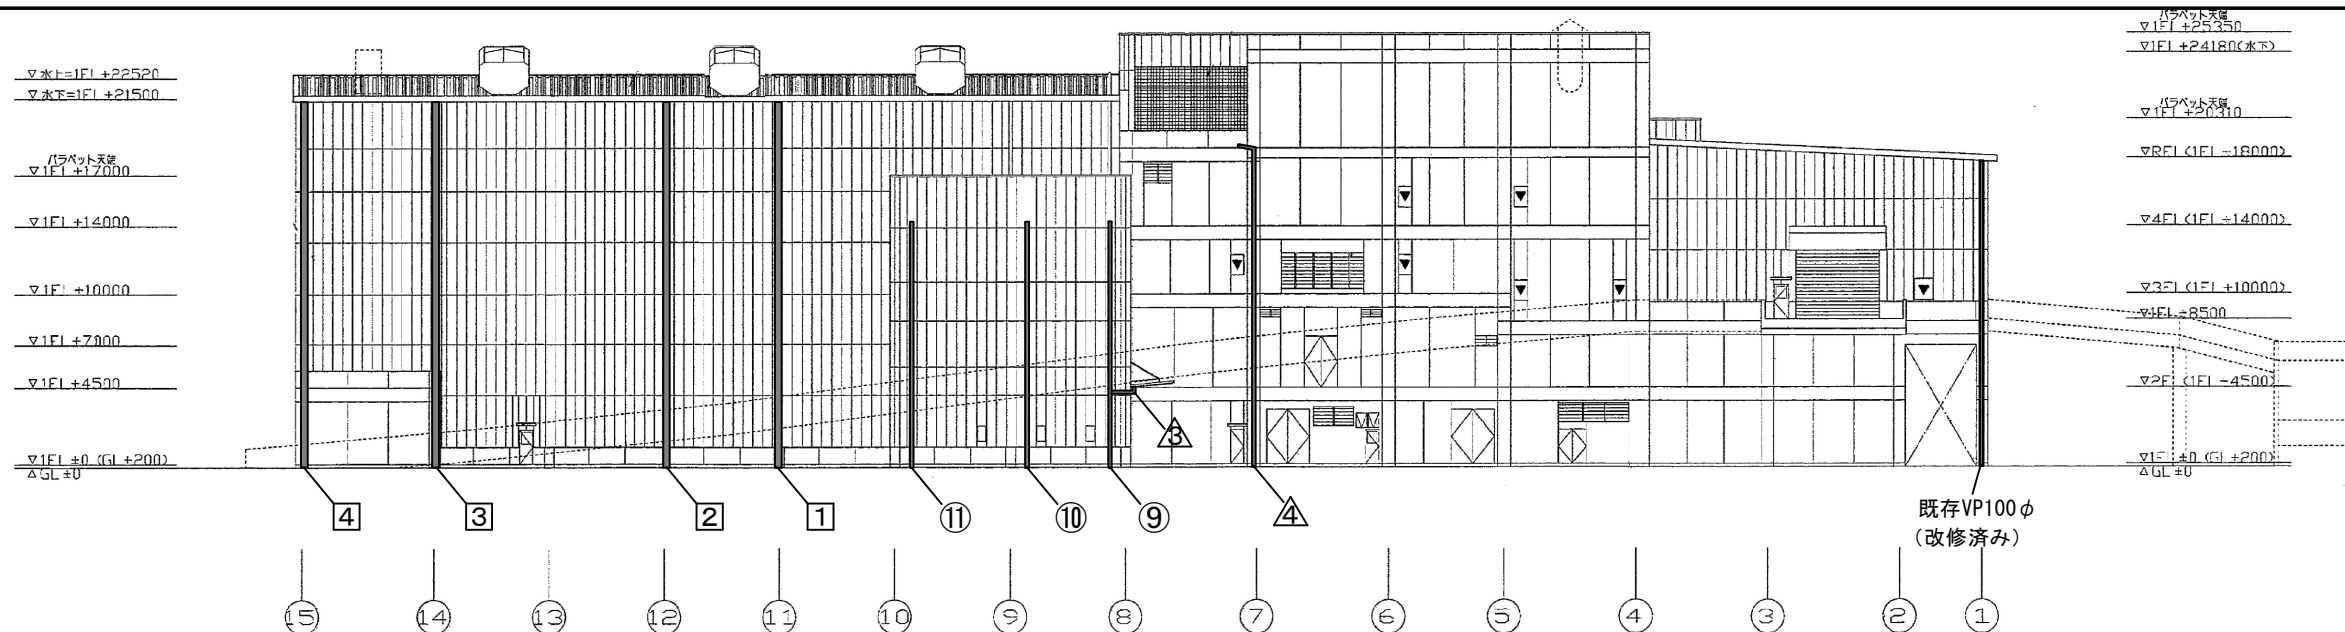 ▽水上=1FL +22520
▽水下=1FL +21500
パラペット天端
▽1FL +17000
▽1FL +14000
▽1FL +10000
▽1FL +7000
▽1FL +4500
▽1FL ±0 (GL +200)
△GL ±0
パラペット天端
▽1FL +25350
▽1FL +24180(水下)
パラペット天端
▽1FL +20310
▽RFL (1FL +18000)
▽4FL (1FL +14000)
▽3FL (1FL +10000)
▽1FL +8500
▽2FL (1FL +4500)
▽1FL ±0 (GL +200)
△GL ±0
3
4 3 2 1 ⑪ ⑩ ⑨ 4
既存VP100φ
(改修済み)
15 14 13 12 11 10 9 8 7 6 5 4 3 2 1